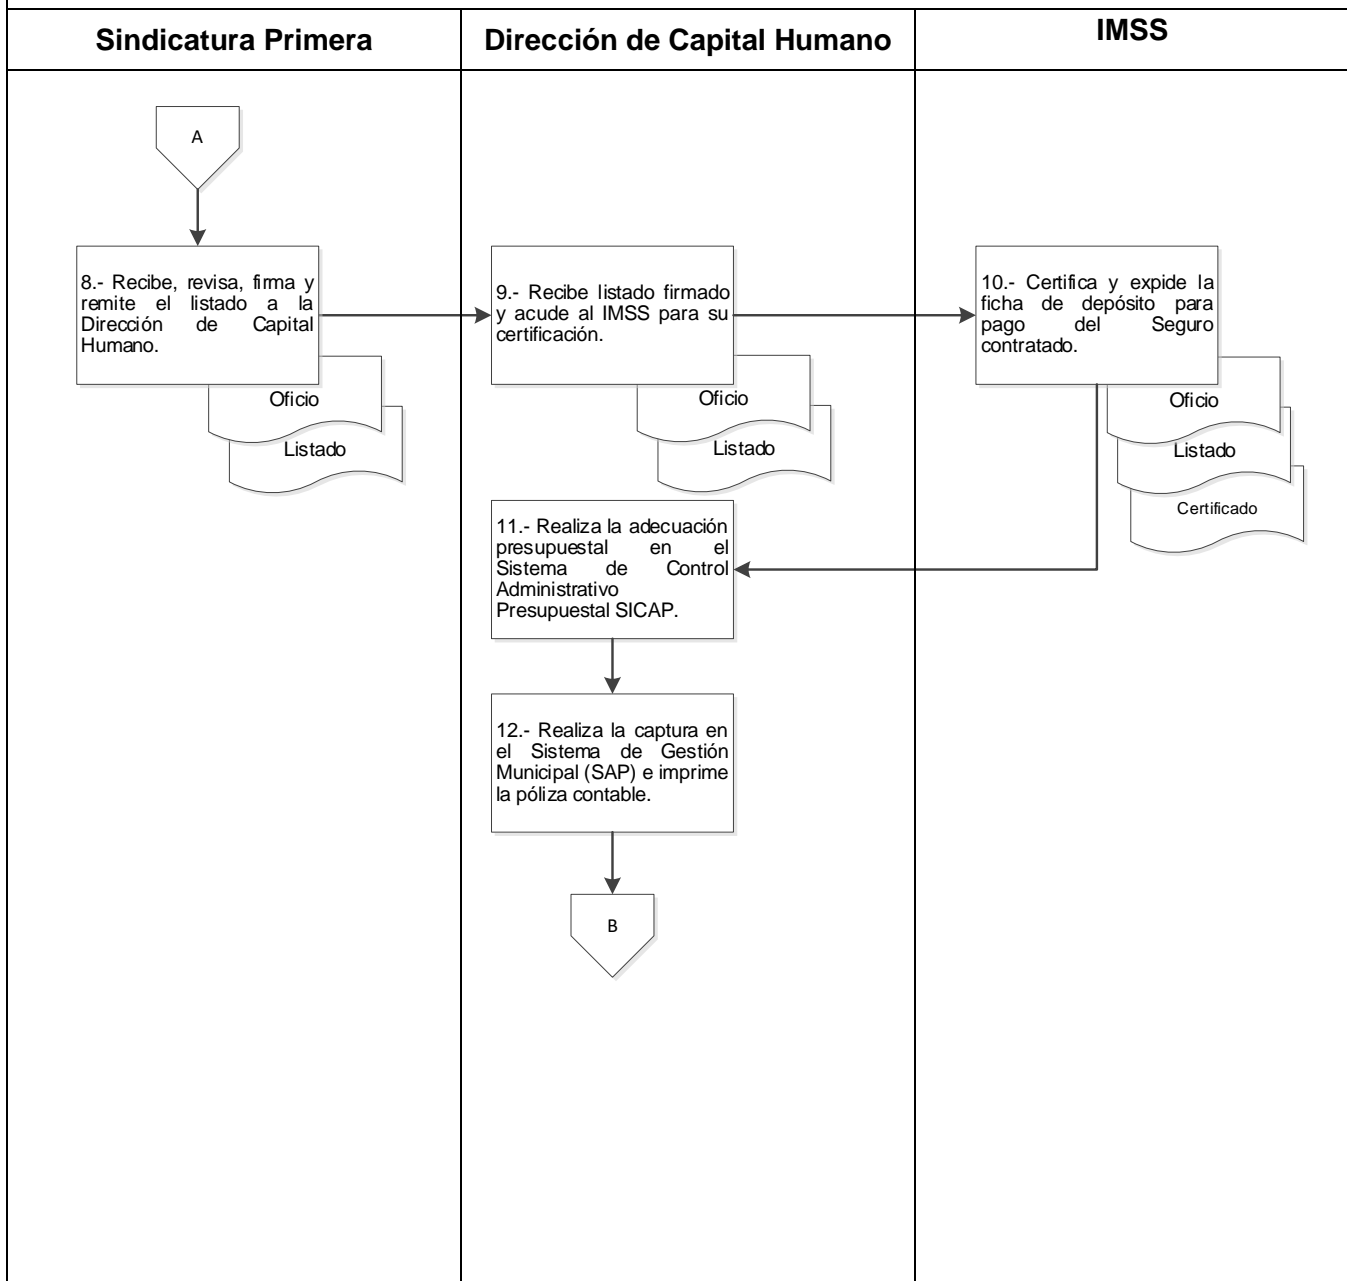 Sindicatura Primera
Dirección de Capital Humano
IMSS
A
8.- Recibe, revisa, firma y
remite el listado a la
Dirección de Capital
Humano.
Oficio
Listado
9.- Recibe listado firmado
y acude al IMSS para su
certificación.
Oficio
Listado
10.- Certifica y expide la
ficha de depósito para
pago del Seguro
contratado.
Oficio
Listado
Certificado
11.- Realiza la adecuación
presupuestal en el
Sistema de Control
Administrativo
Presupuestal SICAP.
12.- Realiza la captura en
el Sistema de Gestión
Municipal (SAP) e imprime
la póliza contable.
B